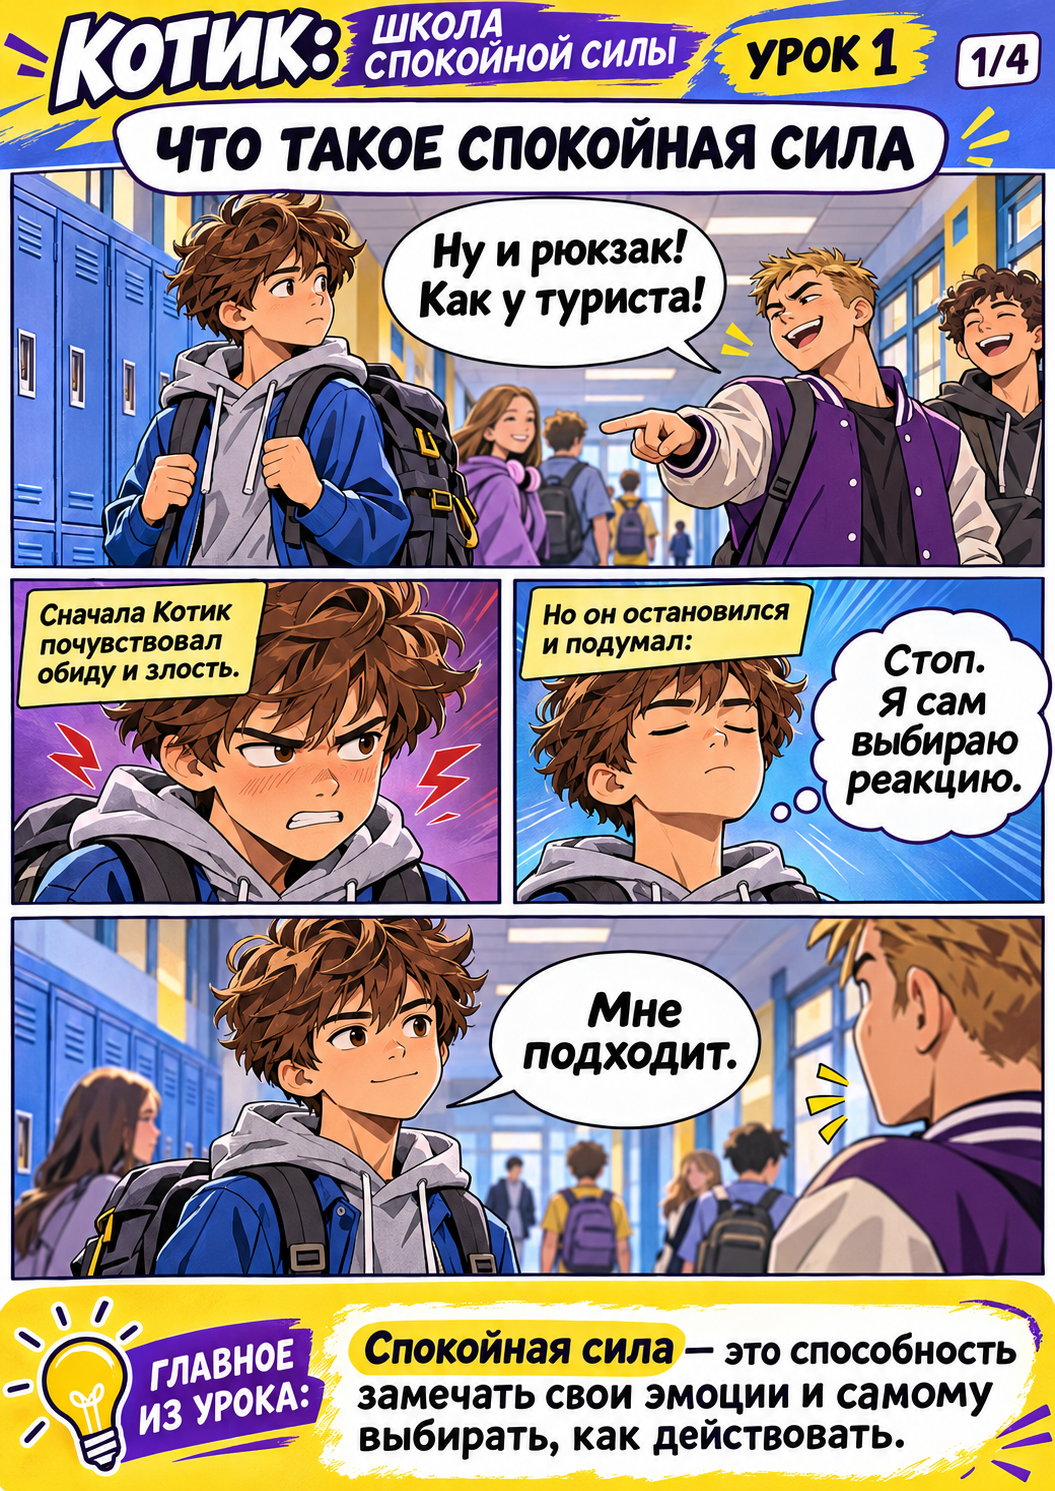 КОТИК:
ШКОЛА
СПОКОЙНОЙ СИЛЫ
УРОК 1
1/4
ЧТО ТАКОЕ СПОКОЙНАЯ СИЛА
Ну и рюкзак!
Как у туриста!
Сначала Котик
почувствовал
обиду и злость.
Но он остановился
и подумал:
Стоп.
Я сам
выбираю
реакцию.
Мне
подходит.
ГЛАВНОЕ
ИЗ УРОКА:
Спокойная сила — это способность
замечать свои эмоции и самому
выбирать, как действовать.